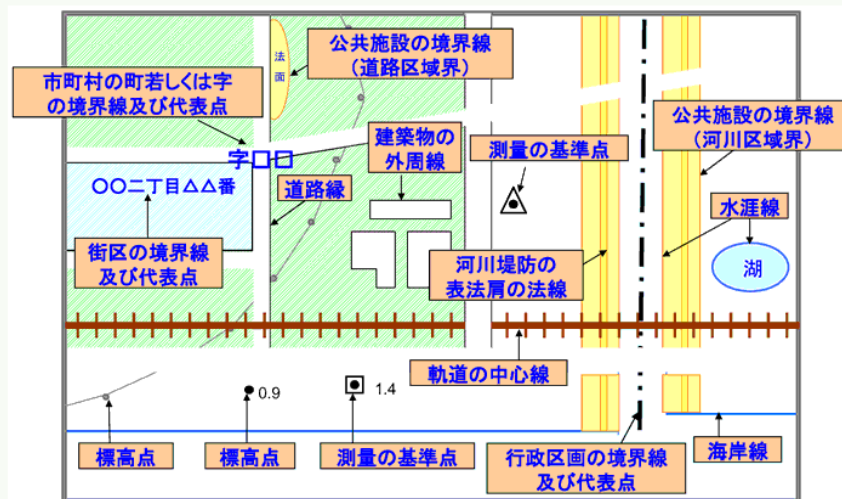 法面
公共施設の境界線
（道路区域界）
市町村の町若しくは字
の境界線及び代表点
公共施設の境界線
（河川区域界）
字□□
建築物の
外周線
測量の基準点
〇〇二丁目△△番
道路縁
水涯線
街区の境界線
及び代表点
河川堤防の
表法肩の法線
湖
軌道の中心線
0.9
1.4
標高点
標高点
測量の基準点
行政区画の境界線
及び代表点
海岸線